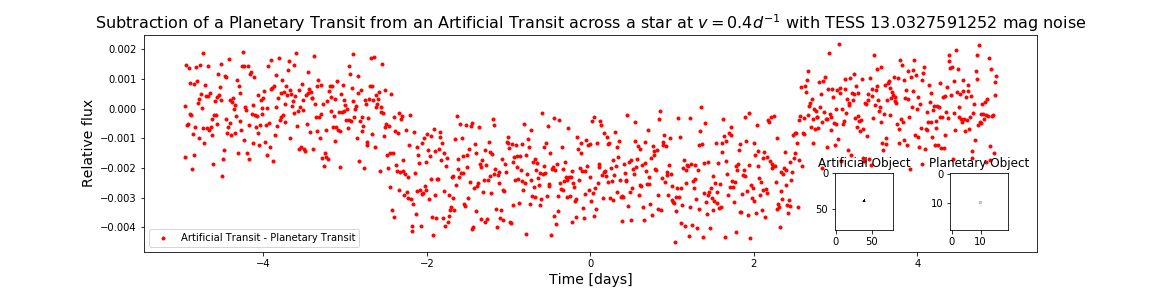 Subtraction of a Planetary Transit from an Artificial Transit across a star at v = 0.4d⁻¹ with TESS 13.0327591252 mag noise
Relative flux
0.002
0.001
0.000
−0.001
−0.002
−0.003
−0.004
Artificial Transit - Planetary Transit
Artificial Object
0
50
0 50
Planetary Object
0
10
0 10
−4 −2 0 2 4
Time [days]